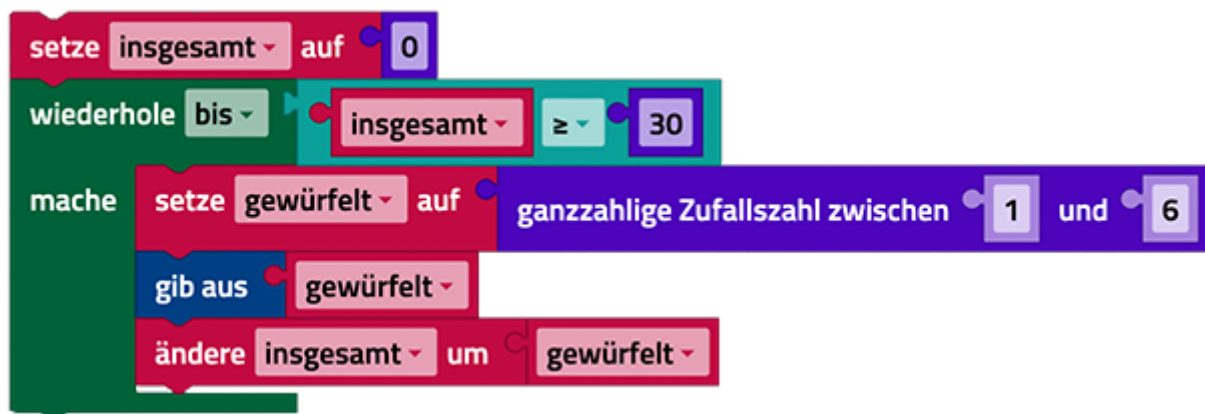 setze insgesamt auf 0
wiederhole bis insgesamt ≥ 30
mache setze gewürfelt auf ganzzahlige Zufallszahl zwischen 1 und 6
gib aus gewürfelt
ändere insgesamt um gewürfelt